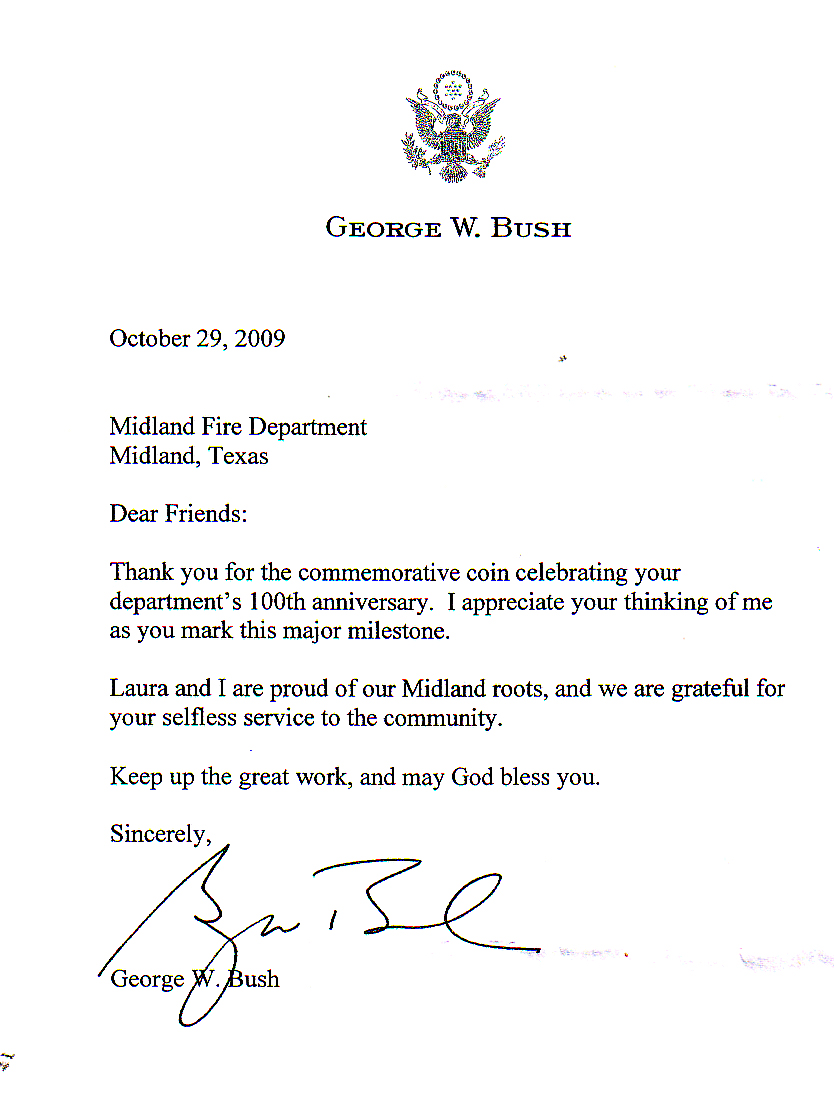 GEORGE W. BUSH
October 29, 2009
Midland Fire Department
Midland, Texas
Dear Friends:
Thank you for the commemorative coin celebrating your
department's 100th anniversary.  I appreciate your thinking of me
as you mark this major milestone.
Laura and I are proud of our Midland roots, and we are grateful for
your selfless service to the community.
Keep up the great work, and may God bless you.
Sincerely,
George W. Bush